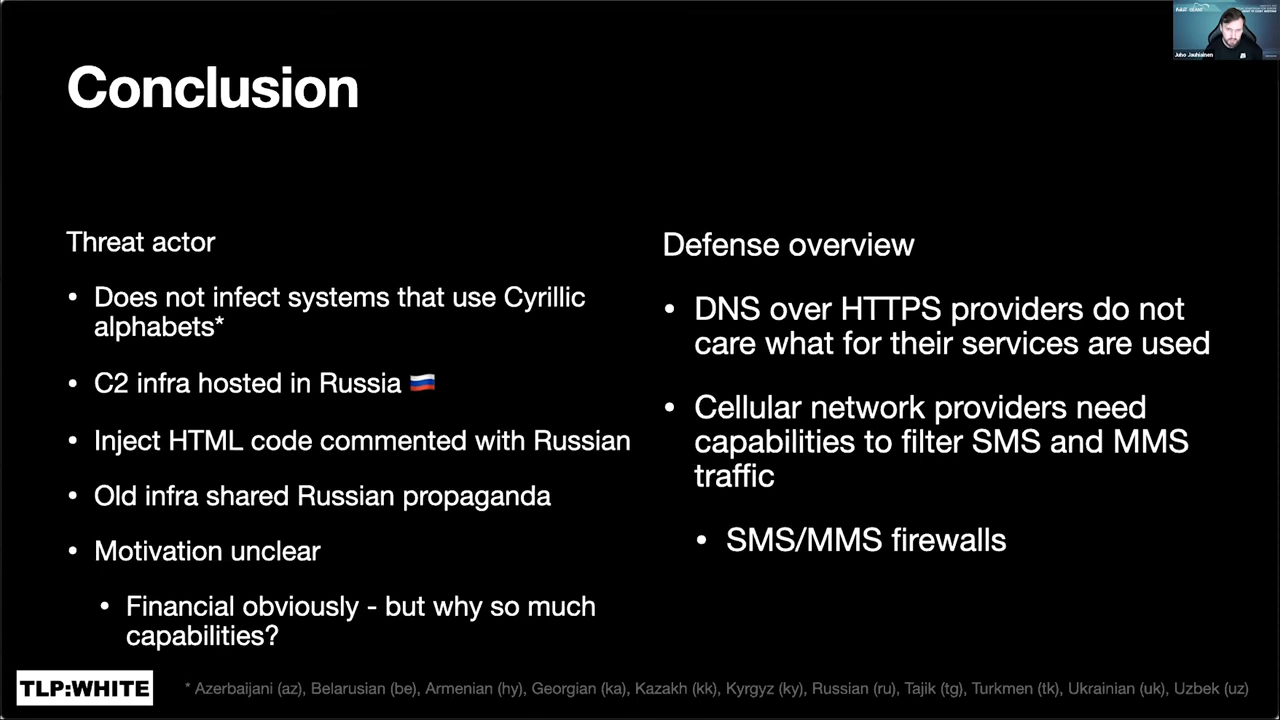 Conclusion
Threat actor
• Does not infect systems that use Cyrillic
alphabets*
• C2 infra hosted in Russia 🇷🇺
• Inject HTML code commented with Russian
• Old infra shared Russian propaganda
• Motivation unclear
• Financial obviously - but why so much
capabilities?
Defense overview
• DNS over HTTPS providers do not
care what for their services are used
• Cellular network providers need
capabilities to filter SMS and MMS
traffic
• SMS/MMS firewalls
TLP:WHITE
* Azerbaijani (az), Belarusian (be), Armenian (hy), Georgian (ka), Kazakh (kk), Kyrgyz (ky), Russian (ru), Tajik (tg), Turkmen (tk), Ukrainian (uk), Uzbek (uz)
Juho Jauhiainen